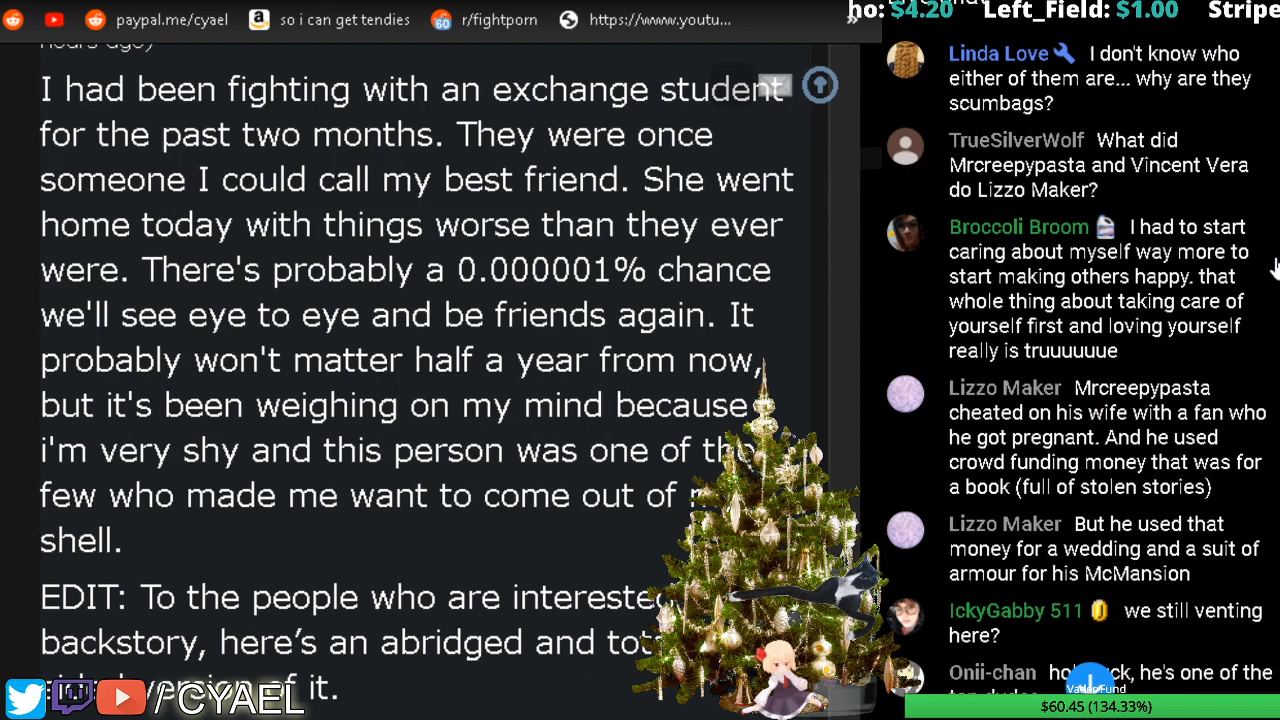 paypal.me/cyael so i can get tendies r/fightporn https://www.youtu...
60
»
ho: $4.20 Left_Field: $1.00 Stripe
I had been fighting with an exchange student
for the past two months. They were once
someone I could call my best friend. She went
home today with things worse than they ever
were. There's probably a 0.000001% chance
we'll see eye to eye and be friends again. It
probably won't matter half a year from now,
but it's been weighing on my mind because
i'm very shy and this person was one of the
few who made me want to come out of
shell.
EDIT: To the people who are interested
backstory, here’s an abridged and
version of it.
/CYAEL
Linda Love I don't know who
either of them are... why are they
scumbags?
TrueSilverWolf What did
Mrcreepypasta and Vincent Vera
do Lizzo Maker?
Broccoli Broom I had to start
caring about myself way more to
start making others happy. that
whole thing about taking care of
yourself first and loving yourself
really is truuuuuue
Lizzo Maker Mrcreepypasta
cheated on his wife with a fan who
he got pregnant. And he used
crowd funding money that was for
a book (full of stolen stories)
Lizzo Maker But he used that
money for a wedding and a suit of
armour for his McMansion
IckyGabby 511 we still venting
here?
Onii-chan he's one of the
Vader Fund
$60.45 (134.33%)